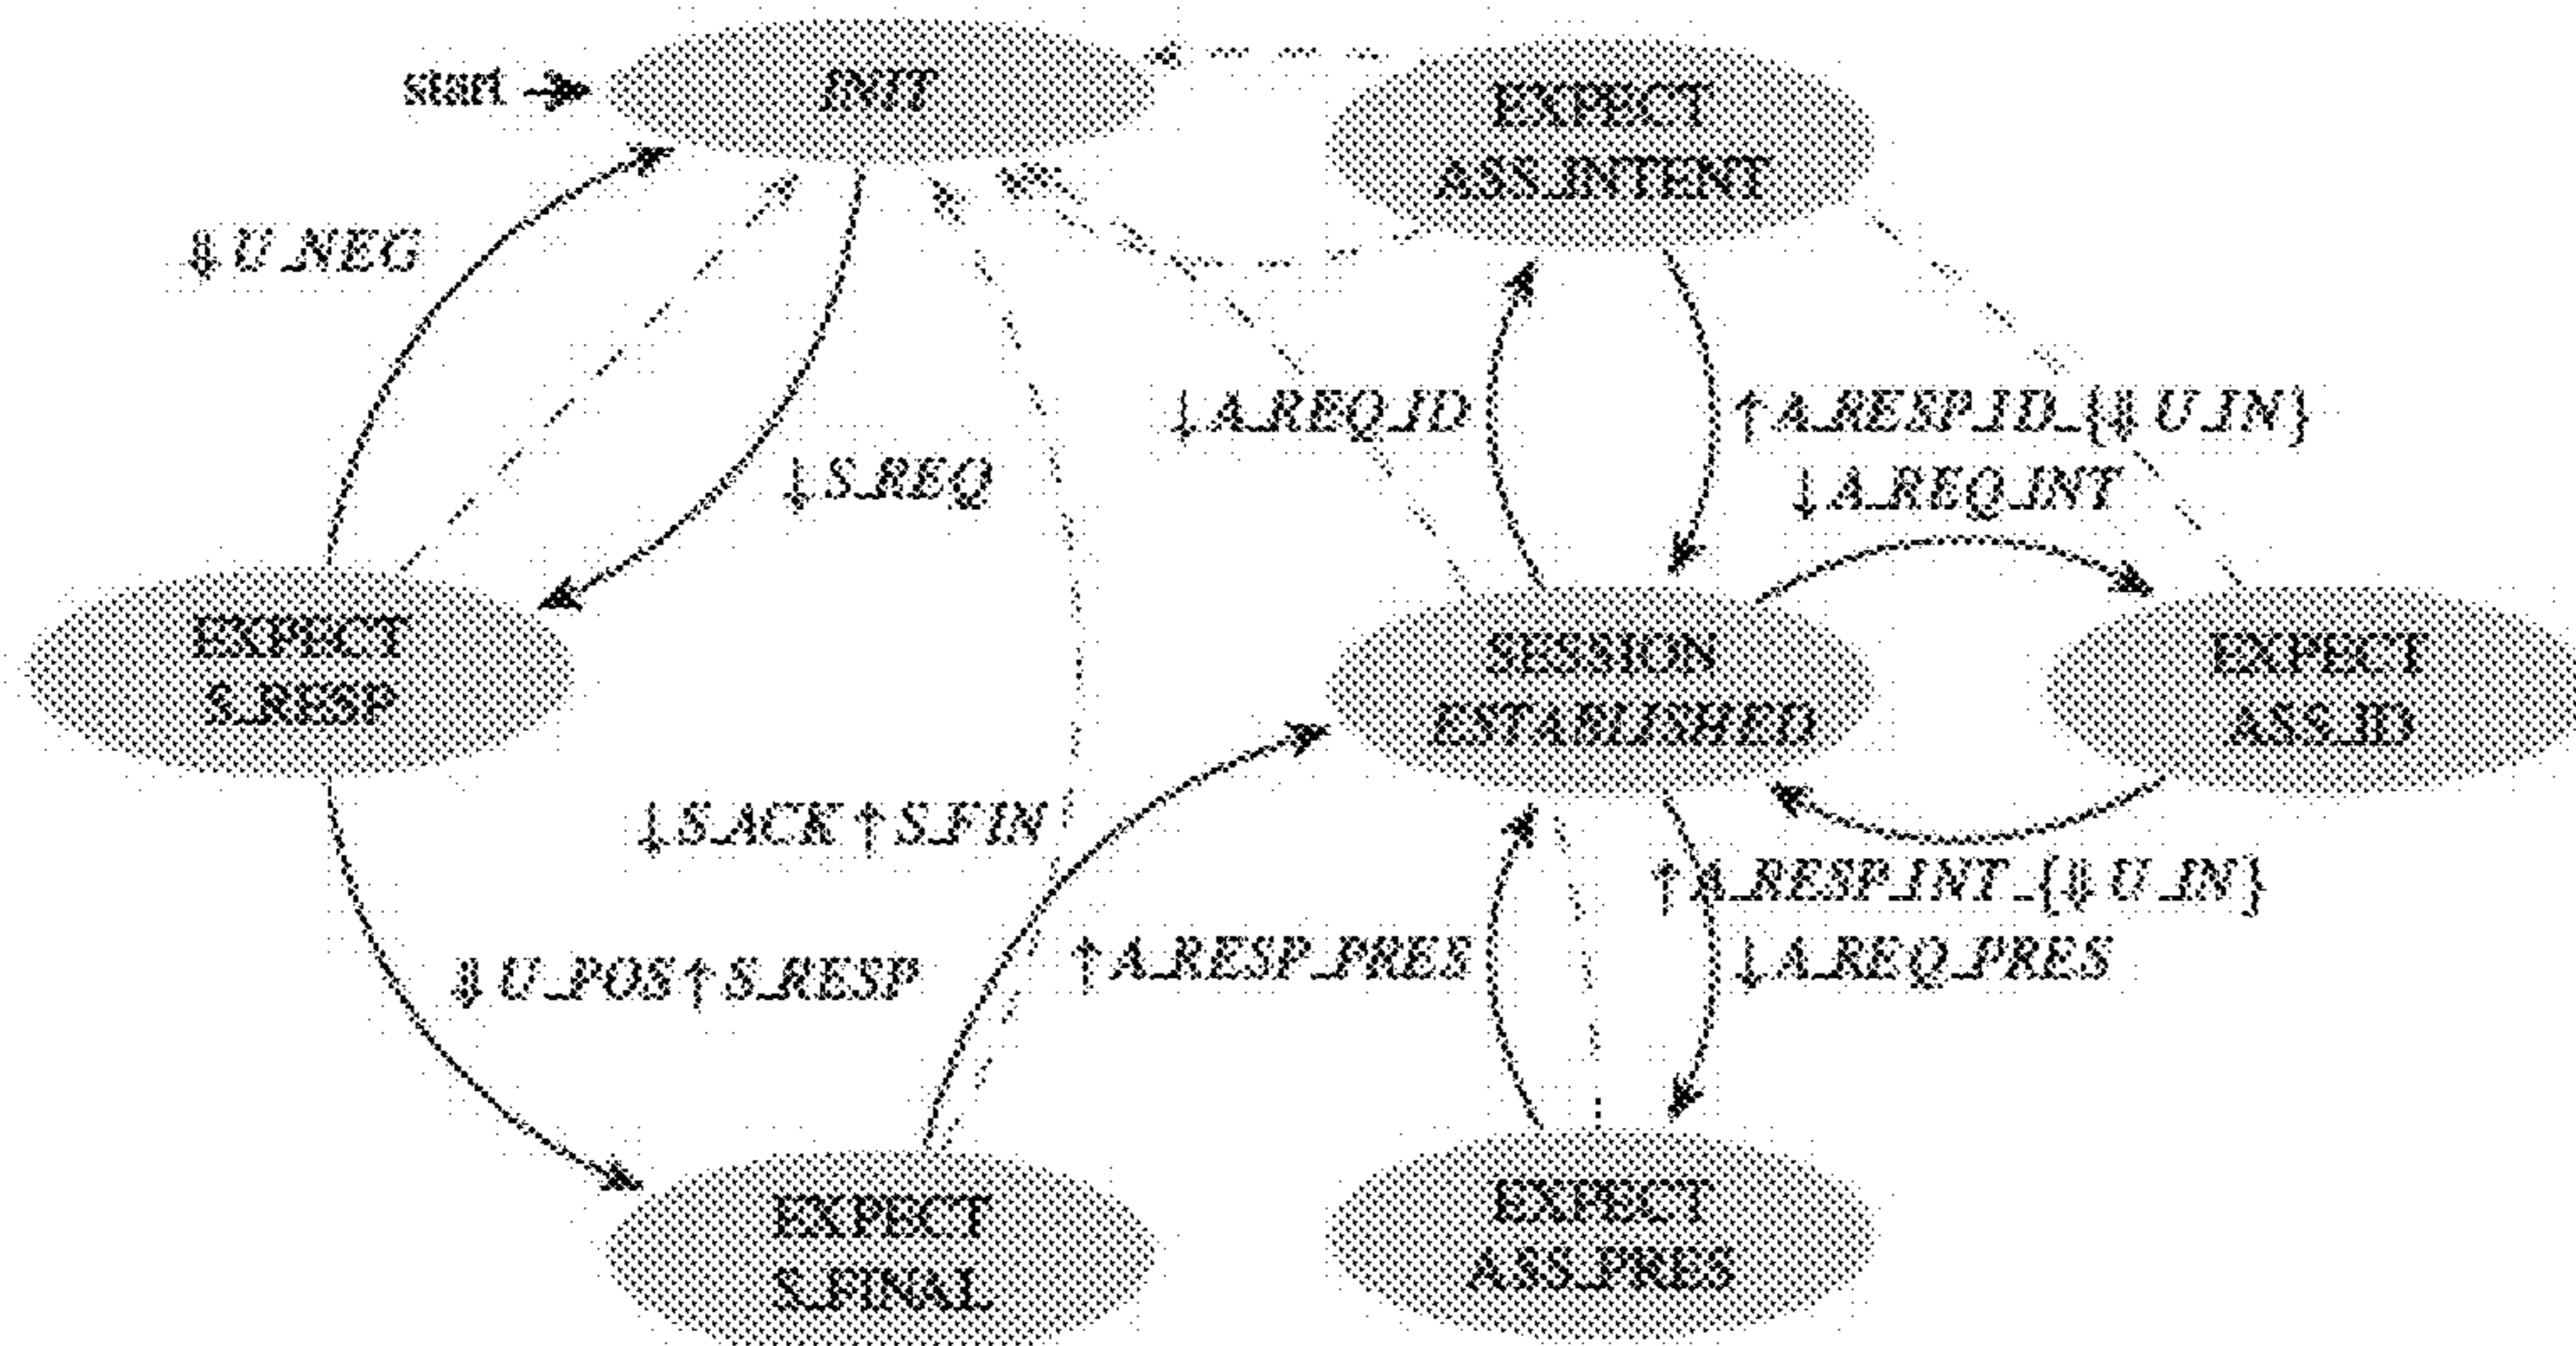 start → INIT
EXPECT
ASS_INTENT
⇓U_NEG
↓A_REQ_ID
↑A_RESP_ID_{⇓U_IN}
↓S_REQ
↓A_REQ_INT
EXPECT
S_RESP
SESSION
ESTABLISHED
EXPECT
ASS_ID
↓S_ACK↑S_FIN
↑A_RESP_INT_{⇓U_IN}
⇓U_POS↑S_RESP
↑A_RESP_PRES
↓A_REQ_PRES
EXPECT
S_FINAL
EXPECT
ASS_PRES